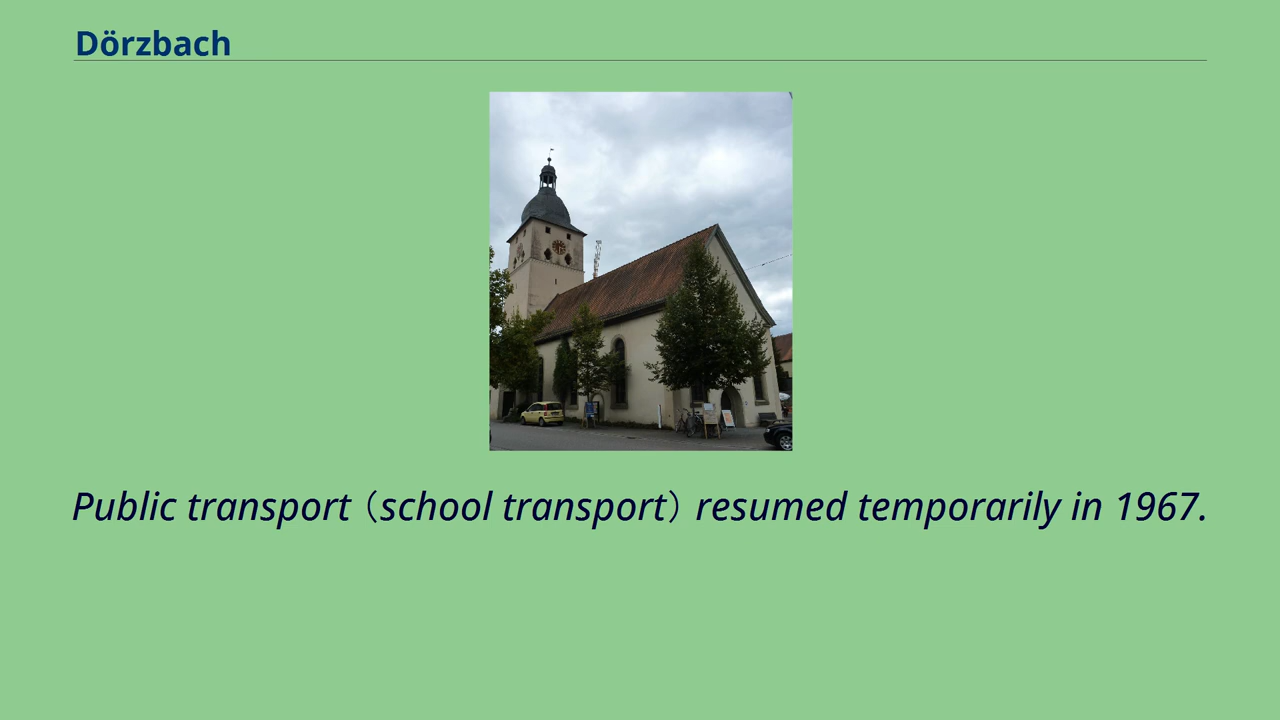 Dörzbach
Public transport（school transport）resumed temporarily in 1967.